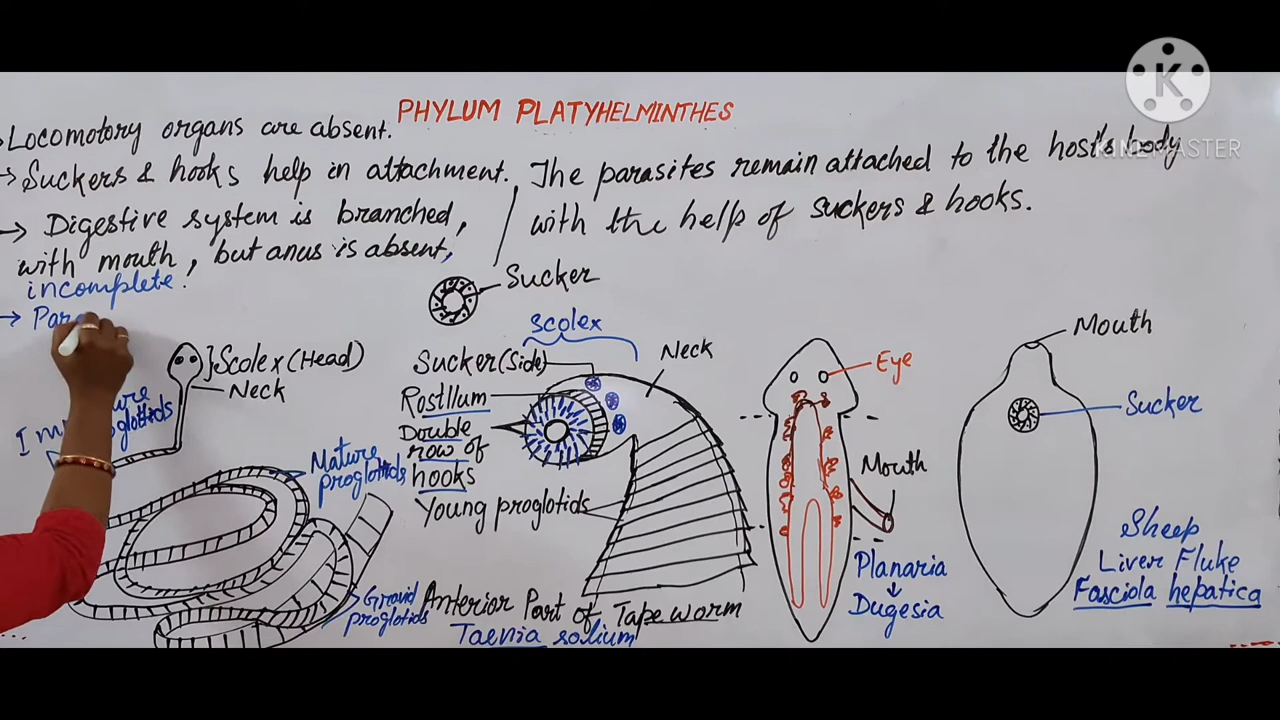 PHYLUM PLATYHELMINTHES
→ Locomotory organs are absent.
→ Suckers & hooks help in attachment.
The parasites remain attached to the host's body
with the help of suckers & hooks.
→ Digestive system is branched,
with mouth, but anus is absent,
incomplete.
→ Par
K
KINEMASTER
Sucker
Scolex
Sucker (Side)
Neck
Rostllum
Double
row of
hooks
Young proglotids
Anterior Part of Tape worm
Taenia solium
Scolex (Head)
Neck
proglottids
Mature
proglottids
Gravid
proglotids
Eye
Mouth
Planaria
↓
Dugesia
Mouth
Sucker
Sheep
Liver Fluke
Fasciola hepatica